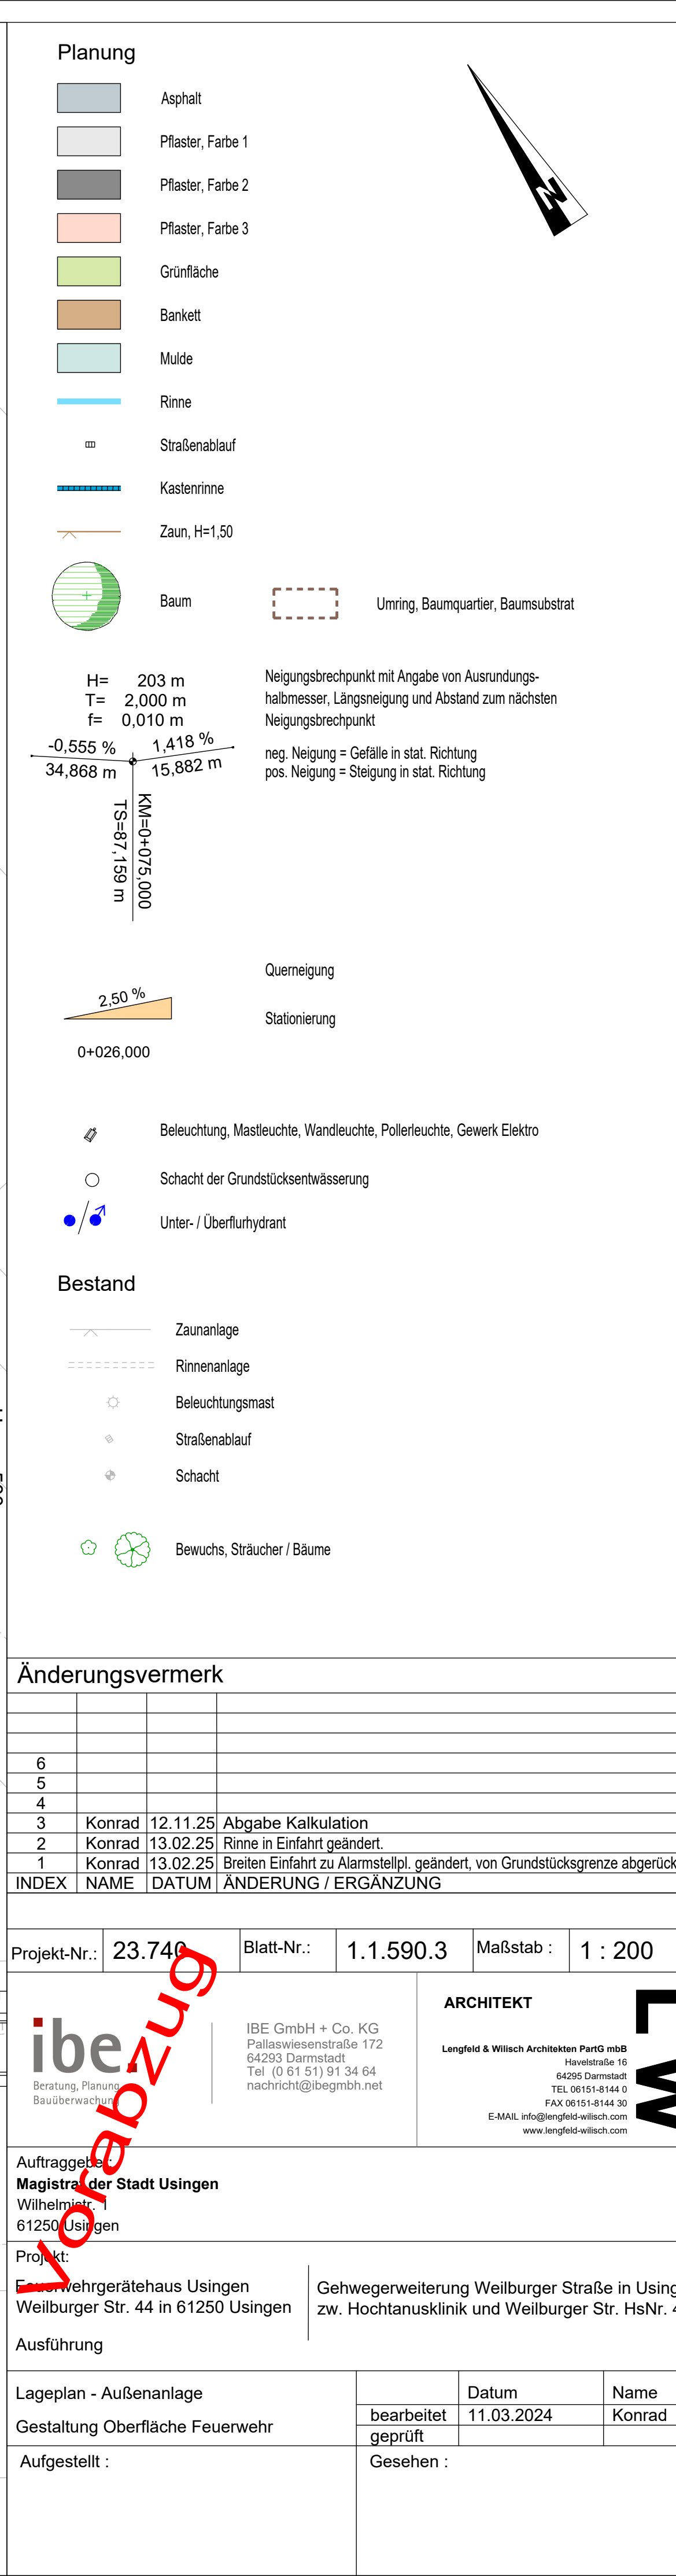 Planung
Asphalt
Pflaster, Farbe 1
Pflaster, Farbe 2
Pflaster, Farbe 3
Grünfläche
Bankett
Mulde
Rinne
Straßenablauf
Kastenrinne
Zaun, H=1,50
Baum
Umring, Baumquartier, Baumsubstrat
N
H= 203 m
T= 2,000 m
f= 0,010 m
-0,555 % 1,418 %
34,868 m 15,882 m
KM=0+075,000
TS=87,159 m
Neigungsbrechpunkt mit Angabe von Ausrundungs-
halbmesser, Längsneigung und Abstand zum nächsten
Neigungsbrechpunkt
neg. Neigung = Gefälle in stat. Richtung
pos. Neigung = Steigung in stat. Richtung
Querneigung
2,50 %
Stationierung
0+026,000
Beleuchtung, Mastleuchte, Wandleuchte, Pollerleuchte, Gewerk Elektro
Schacht der Grundstücksentwässerung
Unter- / Überflurhydrant
Bestand
Zaunanlage
Rinnenanlage
Beleuchtungsmast
Straßenablauf
Schacht
Bewuchs, Sträucher / Bäume
Änderungsvermerk
6
5
4
3 Konrad 12.11.25 Abgabe Kalkulation
2 Konrad 13.02.25 Rinne in Einfahrt geändert.
1 Konrad 13.02.25 Breiten Einfahrt zu Alarmstellpl. geändert, von Grundstücksgrenze abgerück
INDEX NAME DATUM ÄNDERUNG / ERGÄNZUNG
Projekt-Nr.: 23.740 Blatt-Nr.: 1.1.590.3 Maßstab : 1 : 200
Vorabzug
ibe.
Beratung, Planung
Bauüberwachung
IBE GmbH + Co. KG
Pallaswiesenstraße 172
64293 Darmstadt
Tel (0 61 51) 91 34 64
nachricht@ibegmbh.net
ARCHITEKT
Lengfeld & Wilisch Architekten PartG mbB
Havelstraße 16
64295 Darmstadt
TEL 06151-8144 0
FAX 06151-8144 30
E-MAIL info@lengfeld-wilisch.com
www.lengfeld-wilisch.com
L W
Auftraggeber:
Magistrat der Stadt Usingen
Wilhelmjstr. 1
61250 Usingen
Projekt:
Feuerwehrgerätehaus Usingen
Weilburger Str. 44 in 61250 Usingen
Gehwegerweiterung Weilburger Straße in Using
zw. Hochtanusklinik und Weilburger Str. HsNr. 4
Ausführung
Lageplan - Außenanlage
Gestaltung Oberfläche Feuerwehr
Datum Name
bearbeitet 11.03.2024 Konrad
geprüft
Aufgestellt :
Gesehen :